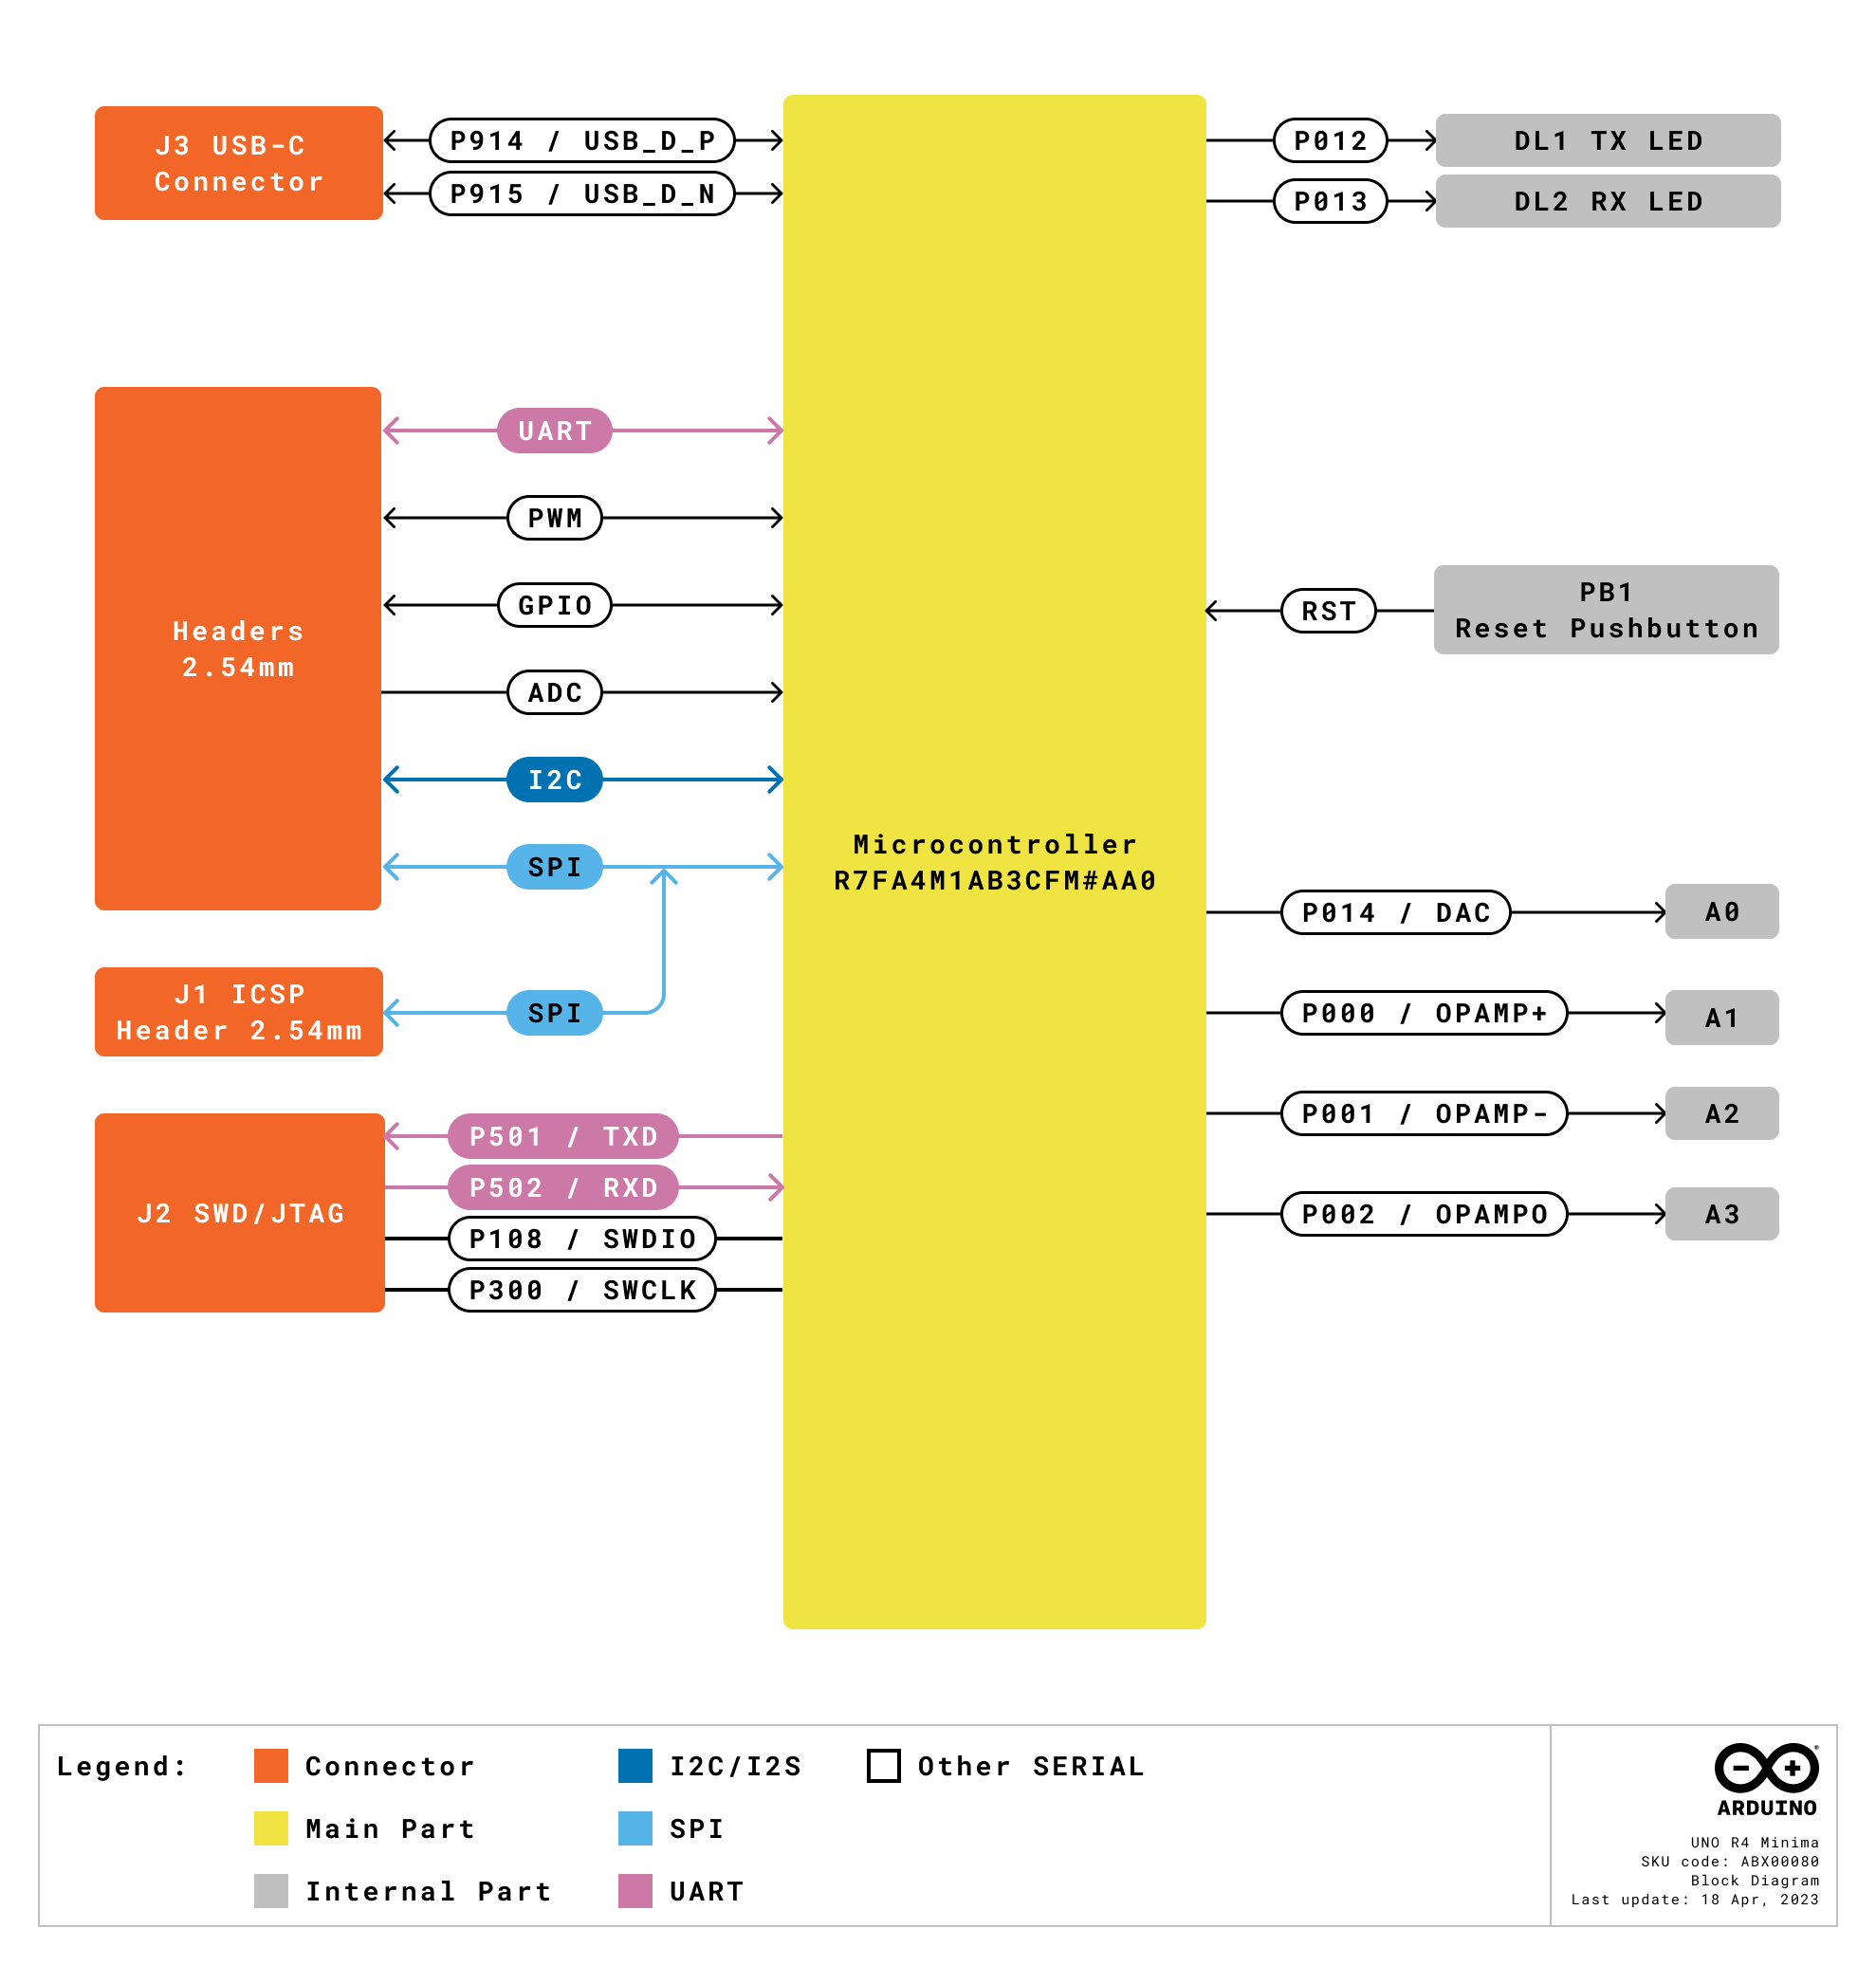 J3 USB-C
Connector
P914 / USB_D_P
P915 / USB_D_N
P012
DL1 TX LED
P013
DL2 RX LED
Headers
2.54mm
UART
PWM
GPIO
ADC
I2C
SPI
PB1
Reset Pushbutton
RST
Microcontroller
R7FA4M1AB3CFM#AA0
J1 ICSP
Header 2.54mm
SPI
P014 / DAC
A0
P000 / OPAMP+
A1
P001 / OPAMP-
A2
P002 / OPAMPO
A3
J2 SWD/JTAG
P501 / TXD
P502 / RXD
P108 / SWDIO
P300 / SWCLK
Legend:
Connector
I2C/I2S
Other SERIAL
Main Part
SPI
Internal Part
UART
ARDUINO
UNO R4 Minima
SKU code: ABX00080
Block Diagram
Last update: 18 Apr, 2023